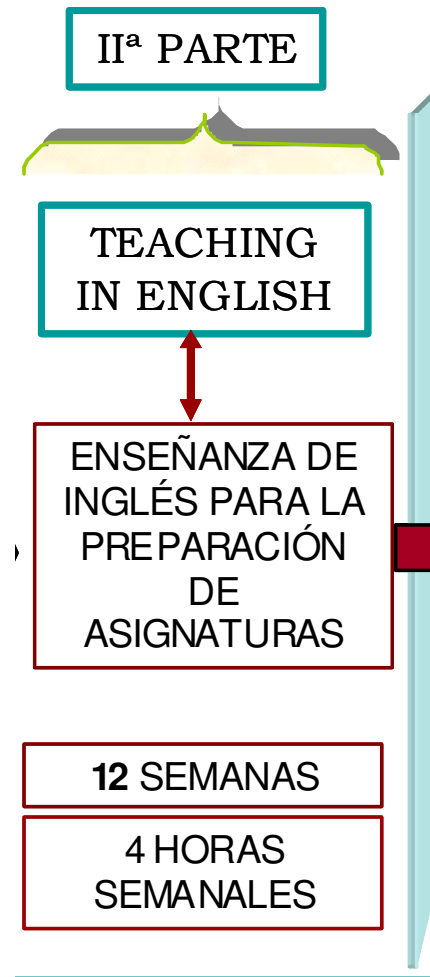 IIª PARTE
TEACHING
IN ENGLISH
ENSEÑANZA DE
INGLÉS PARA LA
PREPARACIÓN
DE
ASIGNATURAS
12 SEMANAS
4 HORAS
SEMANALES